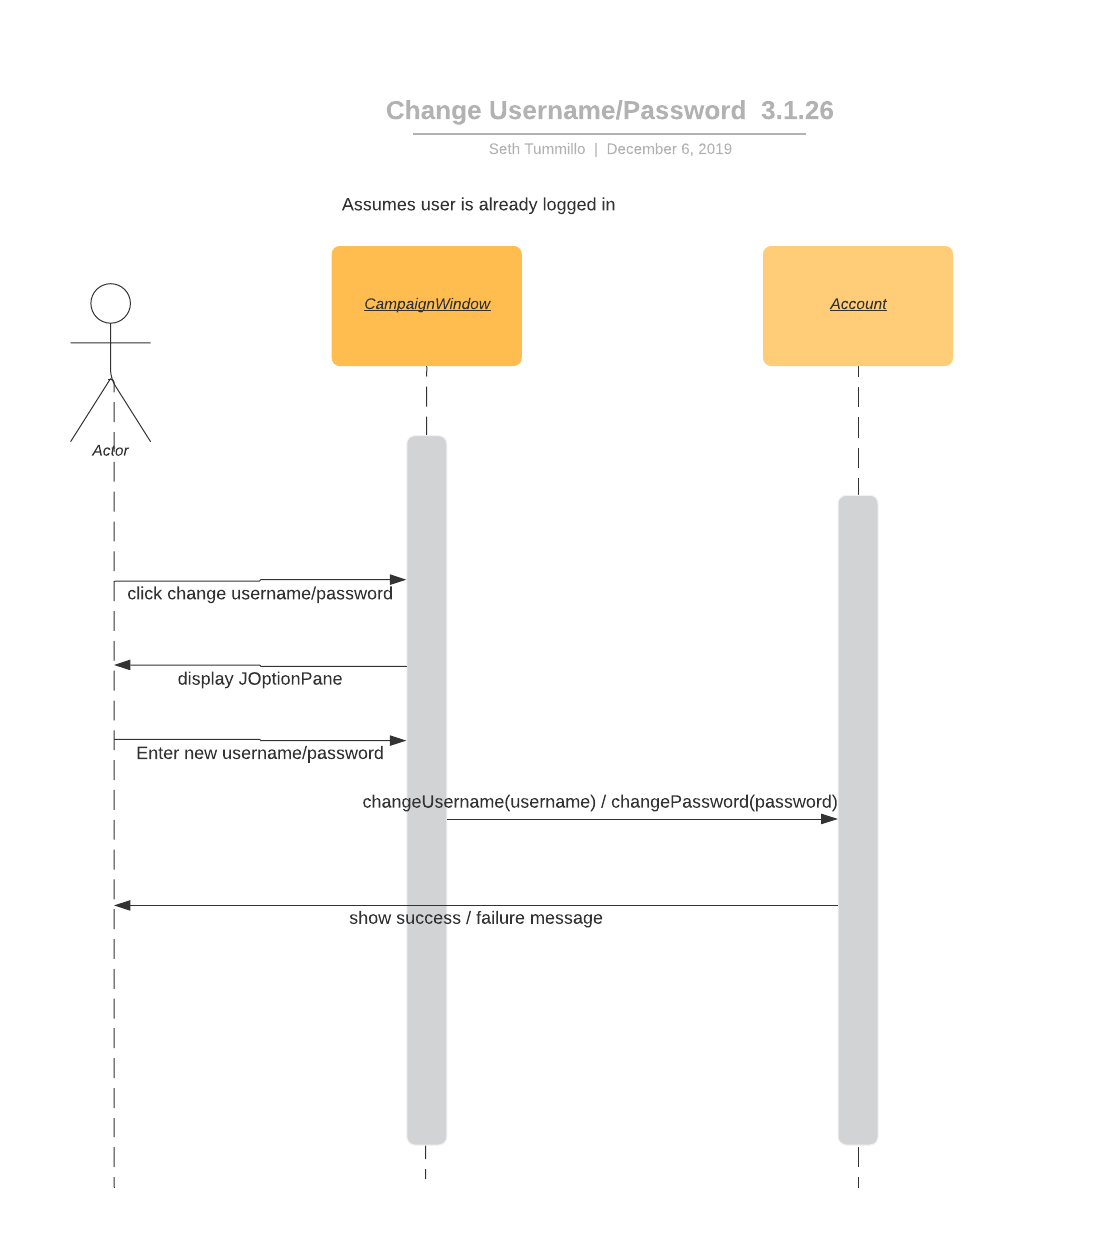 Change Username/Password 3.1.26
Seth Tummillo | December 6, 2019
Assumes user is already logged in
CampaignWindow
Account
Actor
click change username/password
display JOptionPane
Enter new username/password
changeUsername(username) / changePassword(password)
show success / failure message